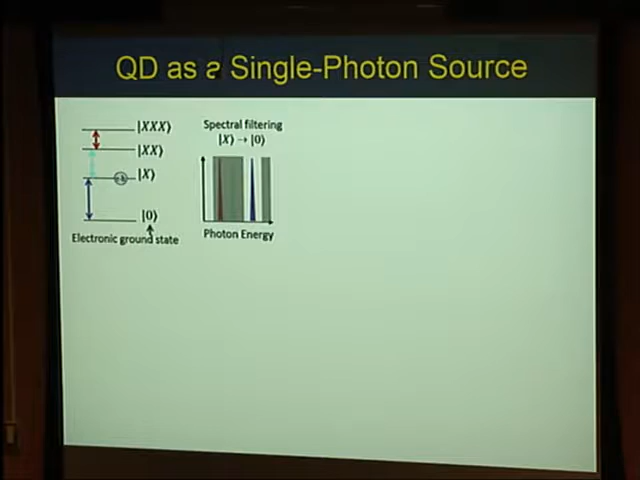 QD as a Single-Photon Source
|XXX⟩
|XX⟩
|X⟩
|0⟩
Electronic ground state
Spectral filtering
|X⟩ → |0⟩
Photon Energy